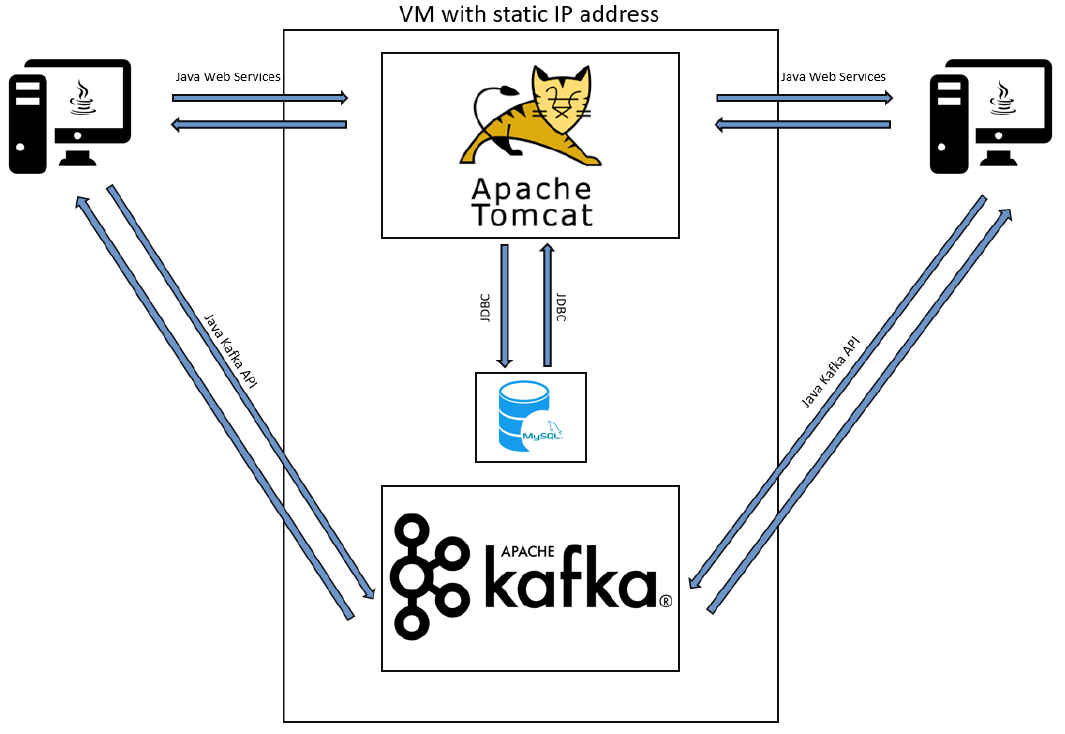 VM with static IP address
Java Web Services
Java Web Services
Apache
Tomcat
JDBC
JDBC
Java Kafka API
Java Kafka API
MySQL
APACHE
kafka®